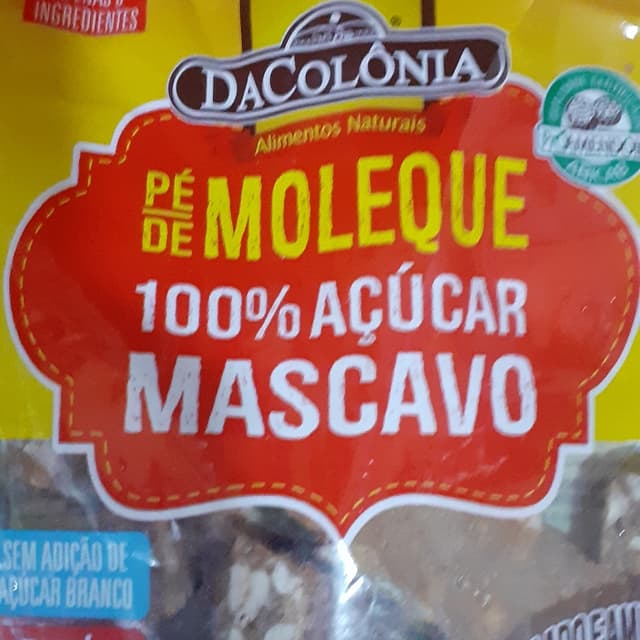 INGREDIENTES
DACOLÔNIA
Alimentos Naturais
PÉ DE MOLEQUE
100% AÇÚCAR
MASCAVO
SEM ADIÇÃO DE
AÇÚCAR BRANCO